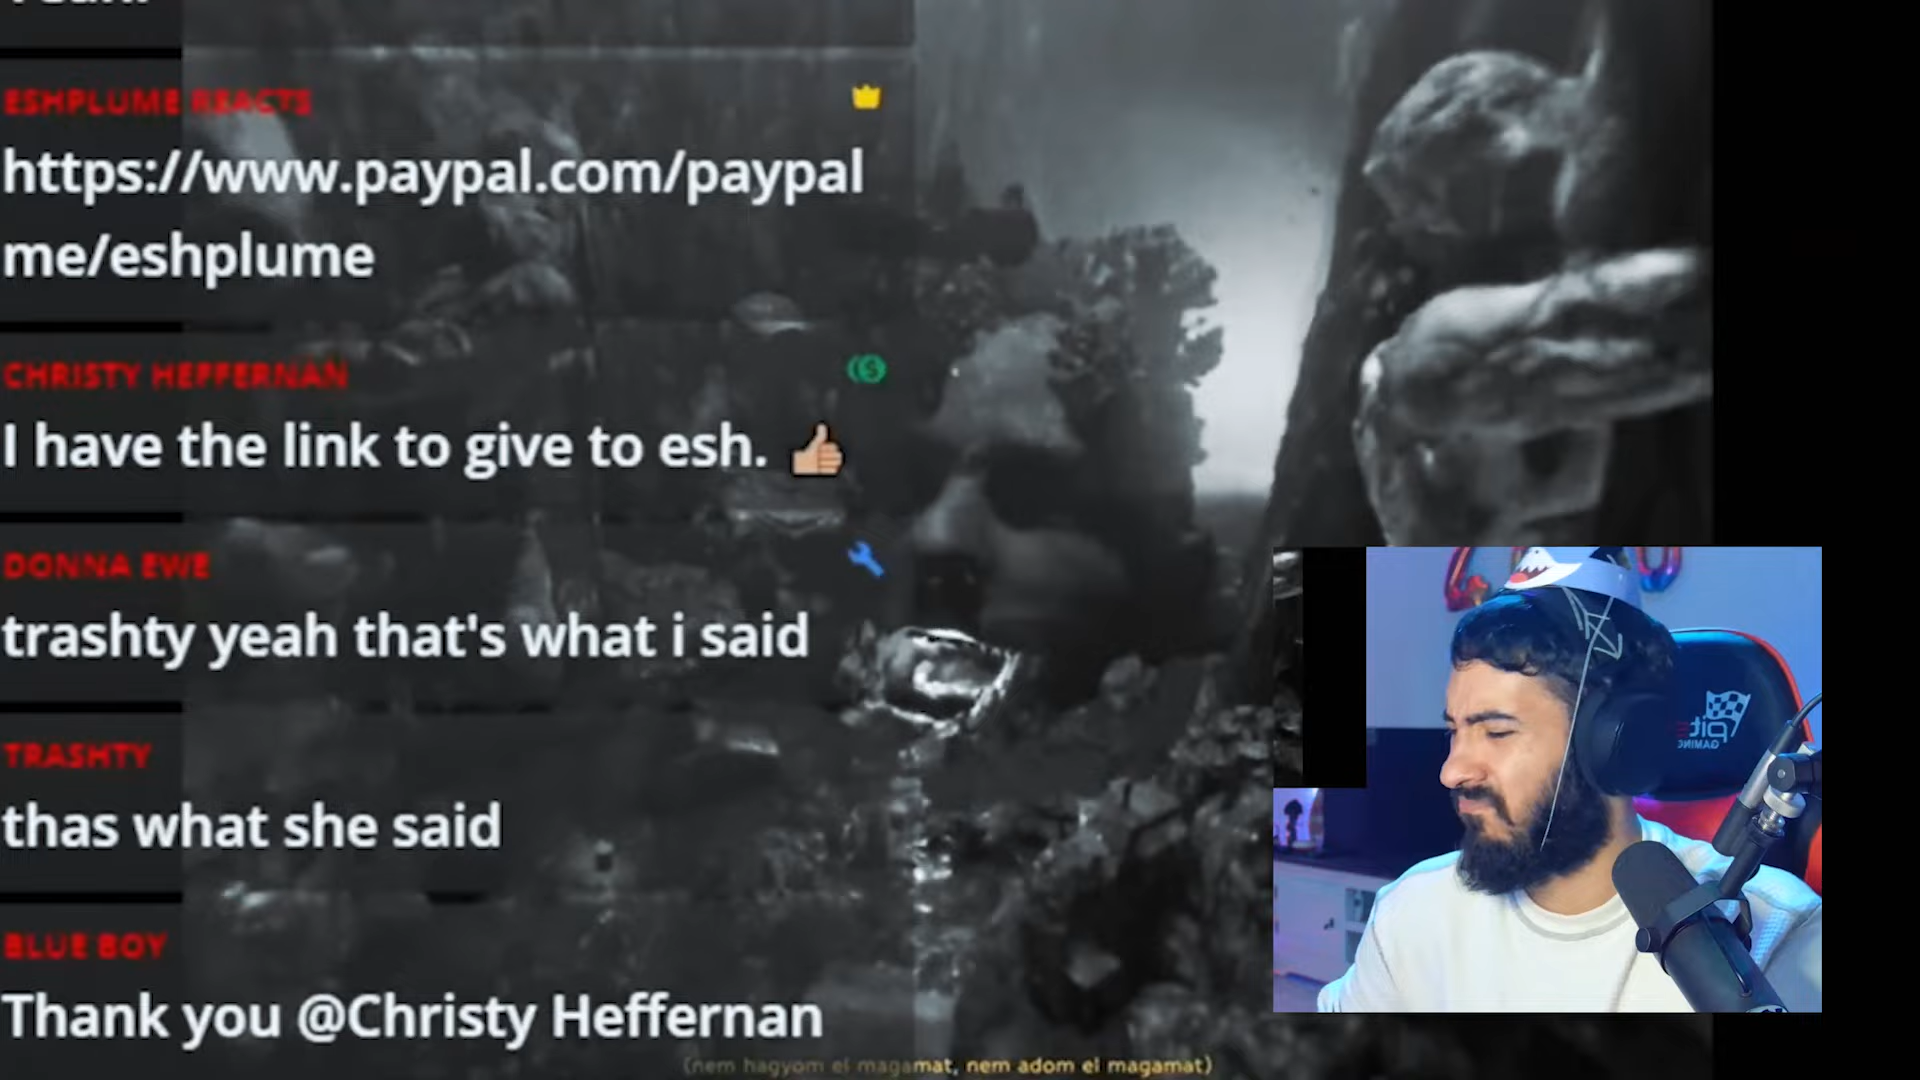 ESHPLUME REACTS
https://www.paypal.com/paypal
me/eshplume
CHRISTY HEFFERNAN
I have the link to give to esh. 👍🏼
DONNA EWE
trashty yeah that's what i said
TRASHTY
thas what she said
BLUE BOY
Thank you @Christy Heffernan
(nem hagyom el magamat, nem adom el magamat)